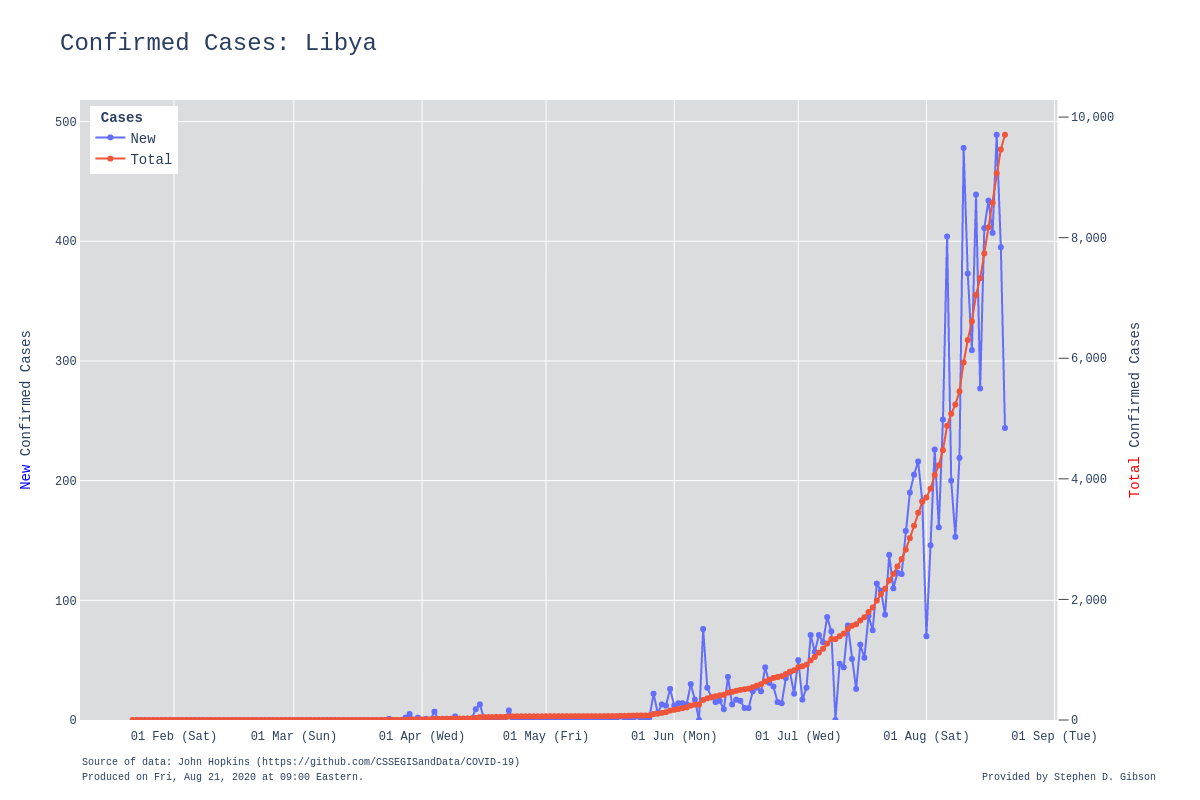 Confirmed Cases: Libya
Cases
New
Total
500
400
300
200
100
0
10,000
8,000
6,000
4,000
2,000
0
New Confirmed Cases
Total Confirmed Cases
01 Feb (Sat)
01 Mar (Sun)
01 Apr (Wed)
01 May (Fri)
01 Jun (Mon)
01 Jul (Wed)
01 Aug (Sat)
01 Sep (Tue)
Source of data: John Hopkins (https://github.com/CSSEGISandData/COVID-19)
Produced on Fri, Aug 21, 2020 at 09:00 Eastern.
Provided by Stephen D. Gibson